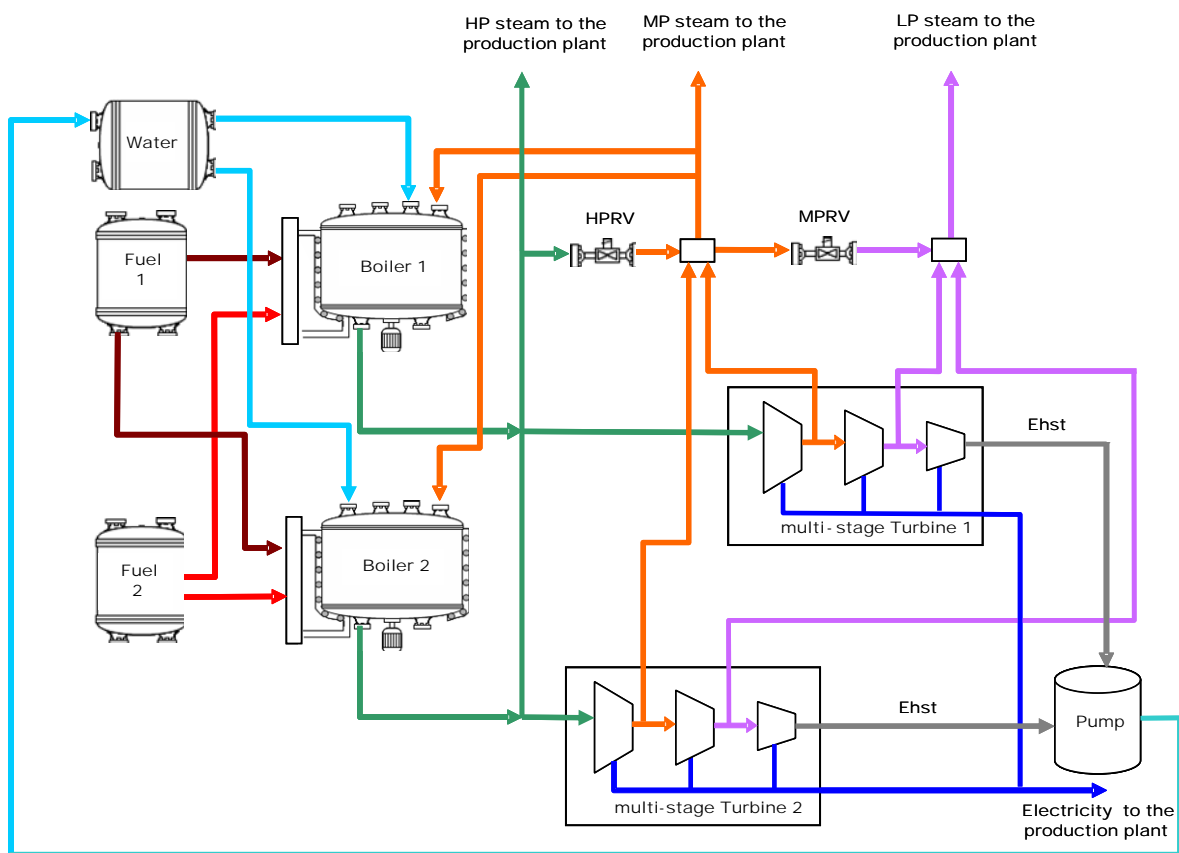 HP steam to the
production plant
MP steam to the
production plant
LP steam to the
production plant
Water
HPRV
MPRV
Fuel
1
Boiler 1
Ehst
multi-stage Turbine 1
Fuel
2
Boiler 2
Ehst
Pump
multi-stage Turbine 2
Electricity to the
production plant